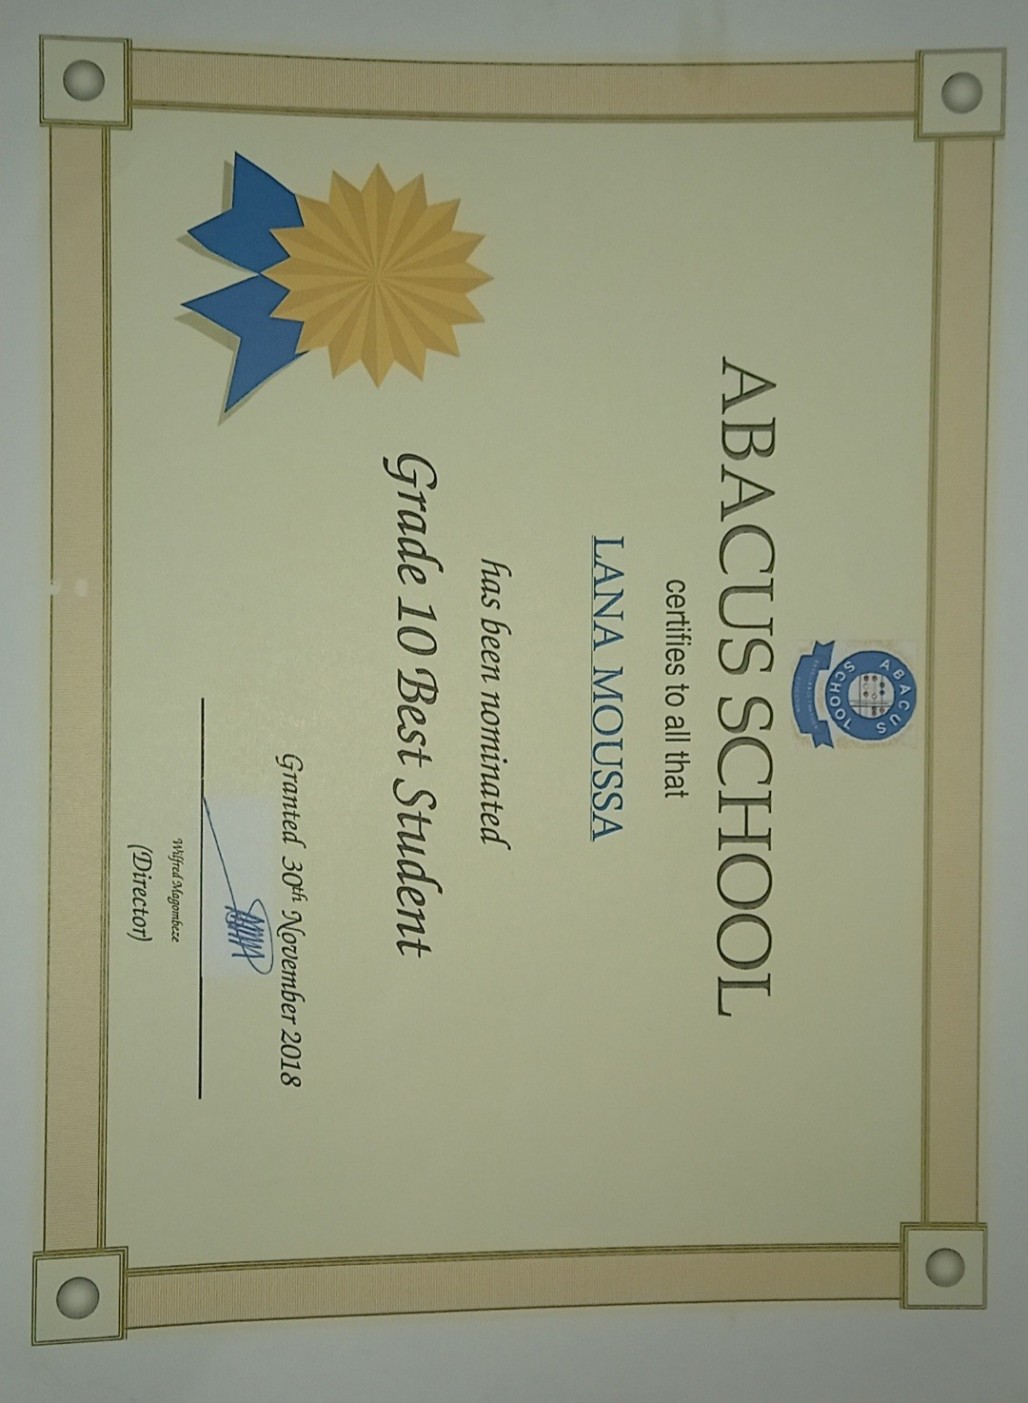 ABACUS SCHOOL
ABACUS SCHOOL
certifies to all that
LANA MOUSSA
has been nominated
Grade 10 Best Student
Granted 30th November 2018
Wilfred Magombeze
(Director)